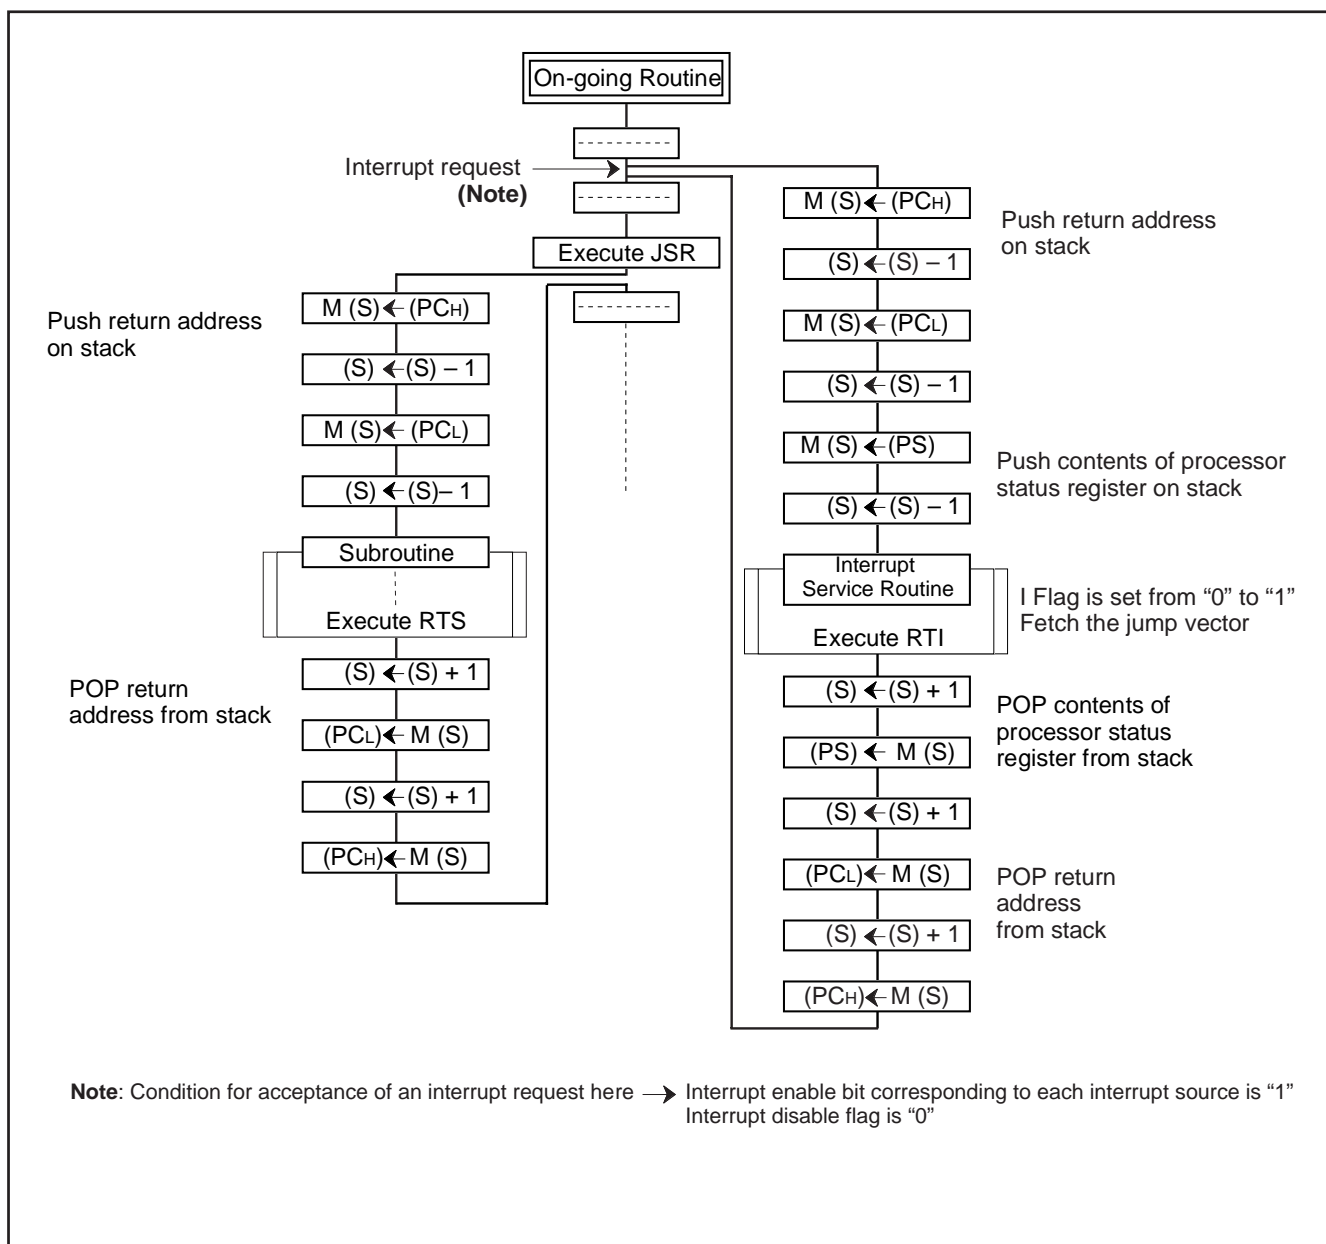 On-going Routine
Interrupt request
(Note)
Execute JSR
Push return address
on stack
M (S) ← (PCH)
(S) ← (S) – 1
M (S) ← (PCL)
(S) ← (S)– 1
Subroutine
Execute RTS
POP return
address from stack
(S) ← (S) + 1
(PCL) ← M (S)
(S) ← (S) + 1
(PCH) ← M (S)
M (S) ← (PCH)
(S) ← (S) – 1
M (S) ← (PCL)
(S) ← (S) – 1
M (S) ← (PS)
(S) ← (S) – 1
Push return address
on stack
Push contents of processor
status register on stack
Interrupt
Service Routine
Execute RTI
I Flag is set from “0” to “1”
Fetch the jump vector
(S) ← (S) + 1
(PS) ← M (S)
(S) ← (S) + 1
(PCL) ← M (S)
(S) ← (S) + 1
(PCH) ← M (S)
POP contents of
processor status
register from stack
POP return
address
from stack
Note: Condition for acceptance of an interrupt request here → Interrupt enable bit corresponding to each interrupt source is “1”
Interrupt disable flag is “0”